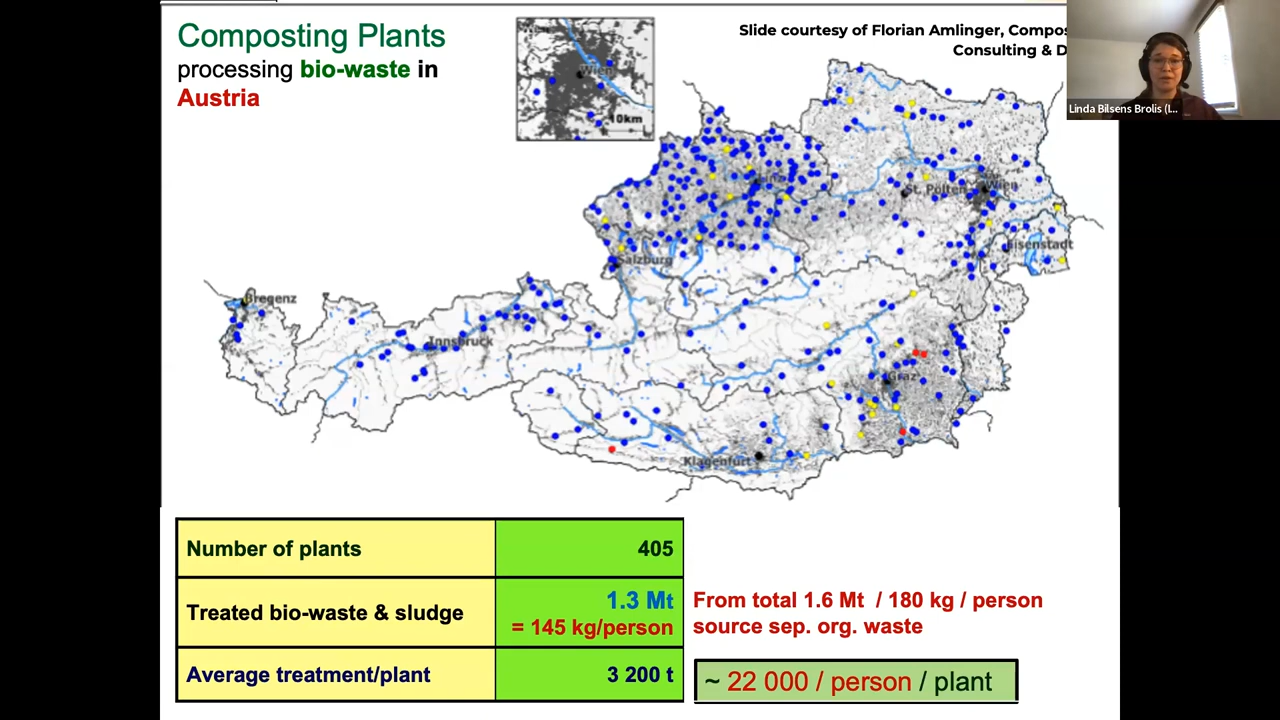 Composting Plants
processing bio-waste in
Austria
Slide courtesy of Florian Amlinger,
Consulting & D
Linda Bilsens Brolis (I...
Wien
10km
Linz
St. Pölten
Wien
Eisenstadt
Salzburg
Bregenz
Innsbruck
Graz
Klagenfurt
Number of plants 405
Treated bio-waste & sludge 1.3 Mt
= 145 kg/person
From total 1.6 Mt / 180 kg / person
source sep. org. waste
Average treatment/plant 3 200 t
~ 22 000 / person / plant